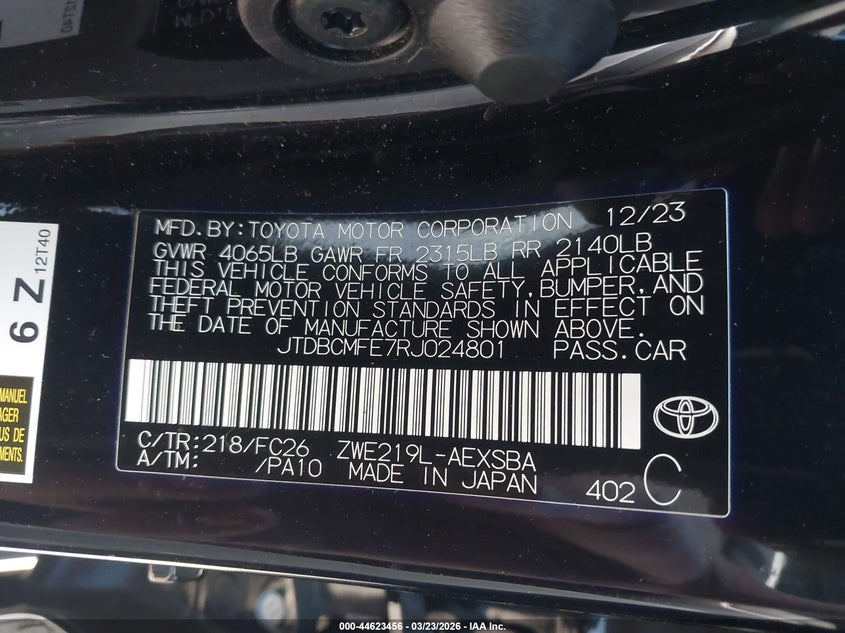 12T40
MFD.BY:TOYOTA MOTOR CORPORATION 12/23
GVWR 4065LB GAWR FR 2315LB RR 2140LB
THIS VEHICLE CONFORMS TO ALL APPLICABLE
FEDERAL MOTOR VEHICLE SAFETY,BUMPER,AND
THEFT PREVENTION STANDARDS IN EFFECT ON
THE DATE OF MANUFACTURE SHOWN ABOVE.
JTDBCMFE7RJ024801 PASS.CAR
C/TR:218/FC26 ZWE219L-AEXSBA
A/TM: /PA10 MADE IN JAPAN 402 C
6 Z 12T40
MANUEL
US DE
000-44623456 - 03/23/2026 - IAA Inc.